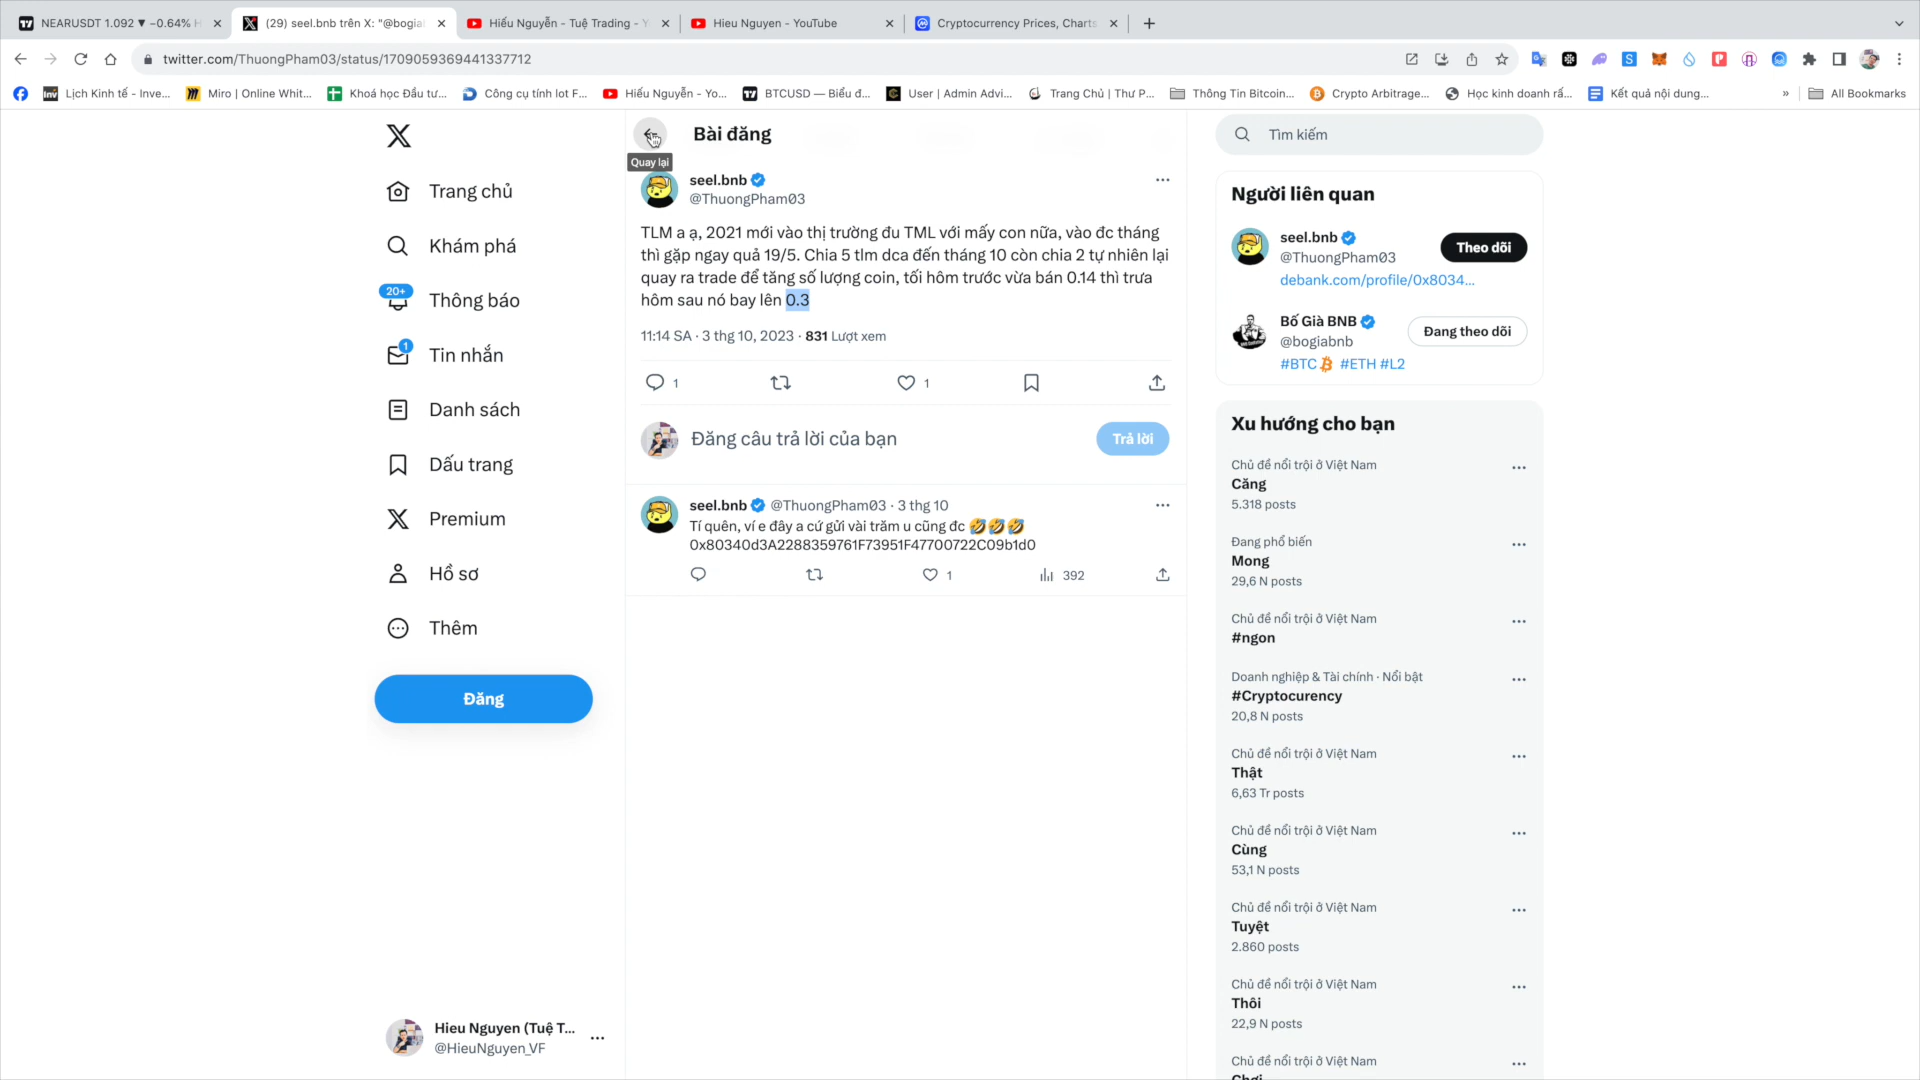 NEARUSDT 1.092 ▼ −0.64%
(29) seel.bnb trên X: "@bogia
Hiếu Nguyễn - Tuệ Trading -
Hieu Nguyen - YouTube
Cryptocurrency Prices, Charts
twitter.com/ThuongPham03/status/1709059369441337712
Lịch Kinh tế - Inve...
Miro | Online Whit...
Khoá học Đầu tư...
Công cụ tính lot F...
Hiếu Nguyễn - Yo...
BTCUSD — Biểu đ...
User | Admin Advi...
Trang Chủ | Thư P...
Thông Tin Bitcoin...
Crypto Arbitrage...
Học kinh doanh rấ...
Kết quả nội dung...
»
All Bookmarks
Trang chủ
Khám phá
20+
Thông báo
1
Tin nhắn
Danh sách
Dấu trang
Premium
Hồ sơ
Thêm
Đăng
Hieu Nguyen (Tuệ T...
@HieuNguyen_VF
Bài đăng
Quay lại
seel.bnb
@ThuongPham03
TLM a ạ, 2021 mới vào thị trường đu TML với mấy con nữa, vào đc tháng
thì gặp ngay quả 19/5. Chia 5 tlm dca đến tháng 10 còn chia 2 tự nhiên lại
quay ra trade để tăng số lượng coin, tối hôm trước vừa bán 0.14 thì trưa
hôm sau nó bay lên 0.3
11:14 SA · 3 thg 10, 2023 · 831 Lượt xem
1
1
Đăng câu trả lời của bạn
Trả lời
seel.bnb @ThuongPham03 · 3 thg 10
Tí quên, ví e đây a cứ gửi vài trăm u cũng đc 🤣🤣🤣
0x80340d3A2288359761F73951F47700722C09b1d0
1
392
Tìm kiếm
Người liên quan
seel.bnb
@ThuongPham03
Theo dõi
debank.com/profile/0x8034...
Bố Già BNB
@bogiabnb
Đang theo dõi
#BTC #ETH #L2
Xu hướng cho bạn
Chủ đề nổi trội ở Việt Nam
Căng
5.318 posts
Đang phổ biến
Mong
29,6 N posts
Chủ đề nổi trội ở Việt Nam
#ngon
Doanh nghiệp & Tài chính · Nổi bật
#Cryptocurency
20,8 N posts
Chủ đề nổi trội ở Việt Nam
Thật
6,63 Tr posts
Chủ đề nổi trội ở Việt Nam
Cùng
53,1 N posts
Chủ đề nổi trội ở Việt Nam
Tuyệt
2.860 posts
Chủ đề nổi trội ở Việt Nam
Thôi
22,9 N posts
Chủ đề nổi trội ở Việt Nam